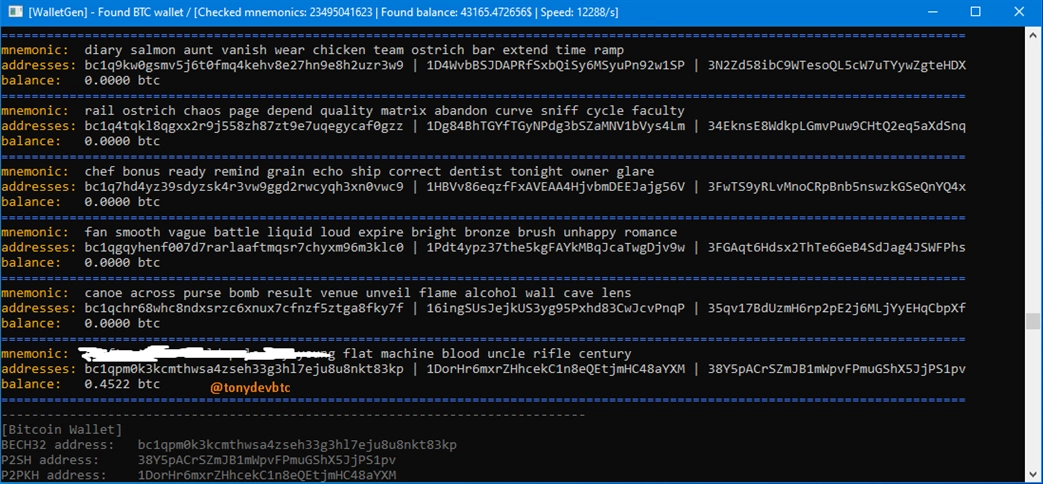 [WalletGen] - Found BTC wallet / [Checked mnemonics: 23495041623 | Found balance: 43165.472656$ | Speed: 12288/s]
================================================================================
mnemonic: diary salmon aunt vanish wear chicken team ostrich bar extend time ramp
addresses: bc1q9kw0gsmv5j6t0fmq4kehv8e27hn9e8h2uzr3w9 | 1D4WvbBSJDAPRfSxbQiSy6MSyuPn92w1SP | 3N2Zd58ibC9WTesoQL5cW7uTYywZgteHDX
balance: 0.0000 btc
================================================================================
mnemonic: rail ostrich chaos page depend quality matrix abandon curve sniff cycle faculty
addresses: bc1q4tqkl8qgxx2r9j558zh87zt9e7uqegycaf0gzz | 1Dg84BhTGYfTGyNPdg3bSZaMNV1bVys4Lm | 34EknsE8WdkpLGmvPuw9CHtQ2eq5aXdSnq
balance: 0.0000 btc
================================================================================
mnemonic: chef bonus ready remind grain echo ship correct dentist tonight owner glare
addresses: bc1q7hd4yz39sdyzsk4r3vw9ggd2rwcyqh3xn0vwc9 | 1HBVv86eqzfFxAVEAA4HjvbmDEEJajg56V | 3FwTS9yRLvMnoCRpBnb5nswzkGSeQnYQ4x
balance: 0.0000 btc
================================================================================
mnemonic: fan smooth vague battle liquid loud expire bright bronze brush unhappy romance
addresses: bc1qgqyhenf007d7rarlaaftmqsr7chyxm96m3klc0 | 1Pdt4ypz37the5kgFAYkMBqJcaTwgDjv9w | 3FGAqt6Hdsx2ThTe6GeB4SdJag4JSWFPhs
balance: 0.0000 btc
================================================================================
mnemonic: canoe across purse bomb result venue unveil flame alcohol wall cave lens
addresses: bc1qchr68whc8ndxsrzc6xnux7cfnzf5ztga8fky7f | 16ingSUsJejkUS3yg95Pxhd83CwJcvPnqP | 35qv17BdUzmH6rp2pE2j6MLjYyEHqCbpXf
balance: 0.0000 btc
================================================================================
mnemonic: flat machine blood uncle rifle century
addresses: bc1qpm0k3kcmthwsa4zseh33g3hl7eju8u8nkt83kp | 1DorHr6mxrZHhcekC1n8eQEtjmHC48aYXM | 38Y5pACrSZmJB1mWpvFPmuGShX5JjPS1pv
balance: 0.4522 btc @tonydevbtc
================================================================================
------------------------------------------------------------------------
[Bitcoin Wallet]
BECH32 address: bc1qpm0k3kcmthwsa4zseh33g3hl7eju8u8nkt83kp
P2SH address: 38Y5pACrSZmJB1mWpvFPmuGShX5JjPS1pv
P2PKH address: 1DorHr6mxrZHhcekC1n8eQEtjmHC48aYXM